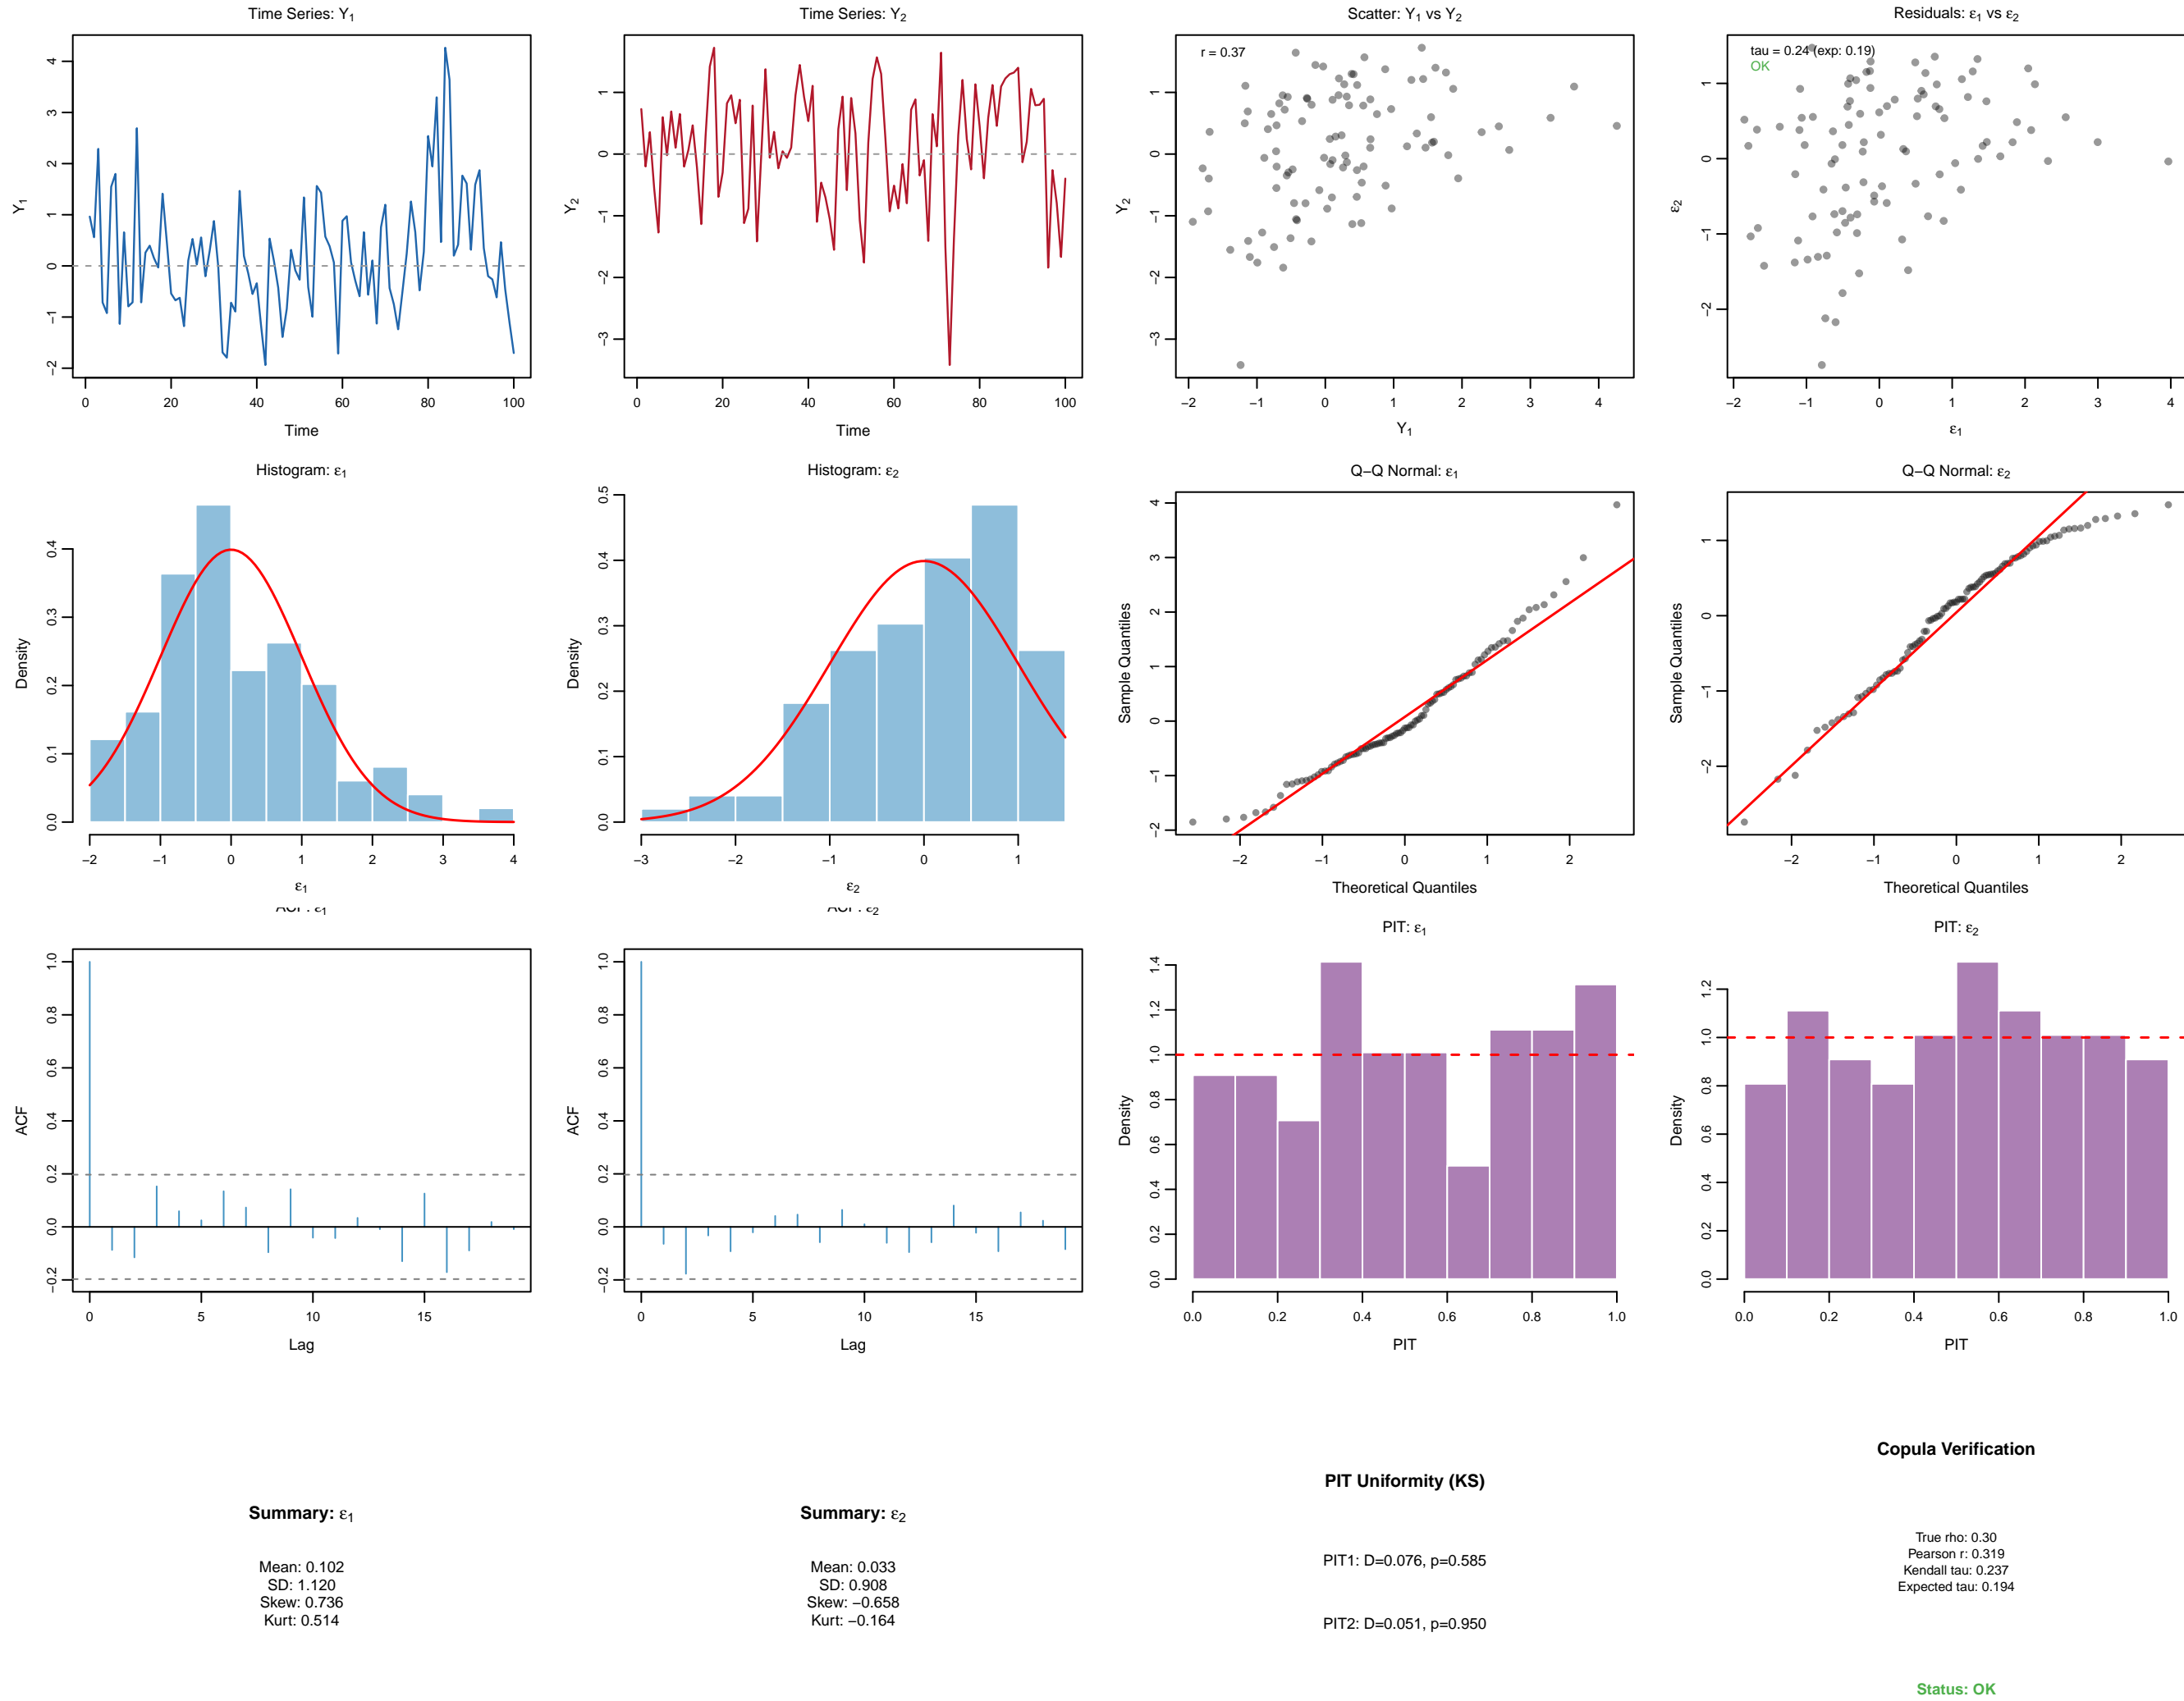 Time Series: Y1
Y1
4
3
2
1
0
−1
−2
0 20 40 60 80 100
Time
Time Series: Y2
Y2
1
0
−1
−2
−3
0 20 40 60 80 100
Time
Scatter: Y1 vs Y2
r = 0.37
Y2
1
0
−1
−2
−3
−2 −1 0 1 2 3 4
Y1
Residuals: ε1 vs ε2
tau = 0.24 (exp: 0.19)
OK
ε2
1
0
−1
−2
−2 −1 0 1 2 3 4
ε1
Histogram: ε1
Density
0.4
0.3
0.2
0.1
0.0
−2 −1 0 1 2 3 4
ε1
Histogram: ε2
Density
0.5
0.4
0.3
0.2
0.1
0.0
−3 −2 −1 0 1
ε2
Q−Q Normal: ε1
Sample Quantiles
4
3
2
1
0
−1
−2
−2 −1 0 1 2
Theoretical Quantiles
Q−Q Normal: ε2
Sample Quantiles
1
0
−1
−2
−2 −1 0 1 2
Theoretical Quantiles
ACF: ε1
ACF
1.0
0.8
0.6
0.4
0.2
0.0
−0.2
0 5 10 15
Lag
ACF: ε2
ACF
1.0
0.8
0.6
0.4
0.2
0.0
−0.2
0 5 10 15
Lag
PIT: ε1
Density
1.4
1.2
1.0
0.8
0.6
0.4
0.2
0.0
0.0 0.2 0.4 0.6 0.8 1.0
PIT
PIT: ε2
Density
1.2
1.0
0.8
0.6
0.4
0.2
0.0
0.0 0.2 0.4 0.6 0.8 1.0
PIT
Summary: ε1
Mean: 0.102
SD: 1.120
Skew: 0.736
Kurt: 0.514
Summary: ε2
Mean: 0.033
SD: 0.908
Skew: −0.658
Kurt: −0.164
PIT Uniformity (KS)
PIT1: D=0.076, p=0.585
PIT2: D=0.051, p=0.950
Copula Verification
True rho: 0.30
Pearson r: 0.319
Kendall tau: 0.237
Expected tau: 0.194
Status: OK